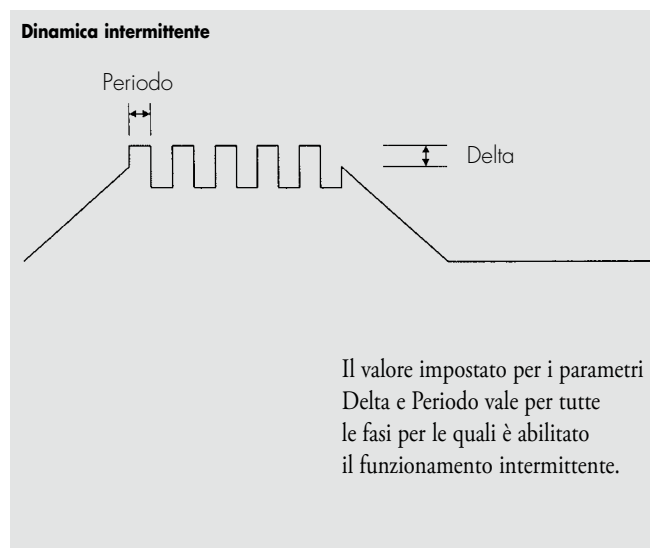 Dinamica intermittente
Periodo
Delta
Il valore impostato per i parametri
Delta e Periodo vale per tutte
le fasi per le quali è abilitato
il funzionamento intermittente.